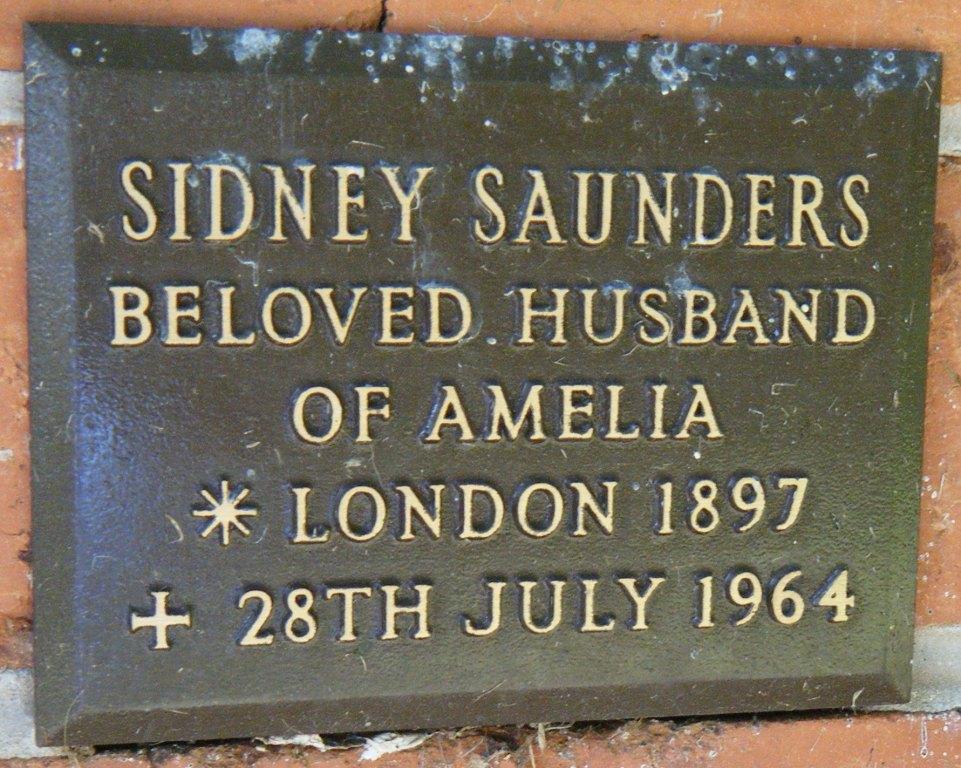 SIDNEY SAUNDERS
BELOVED HUSBAND
OF AMELIA
* LONDON 1897
+ 28TH JULY 1964